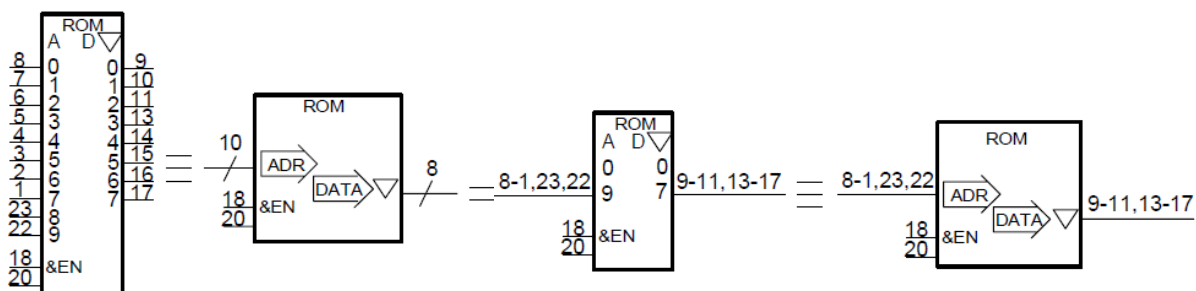 ROM
A D
8 0 0 9
7 1 1 10
6 2 2 11
5 3 3 13
4 4 4 14
3 5 5 15
2 6 6 16
1 7 7 17
23 8
22 9
18 &EN
20
ROM
10 ADR
DATA 8
18 &EN
20
ROM
A D
0 0
8-1,23,22 9 7 9-11,13-17
18 &EN
20
ROM
8-1,23,22 ADR
DATA 9-11,13-17
18 &EN
20